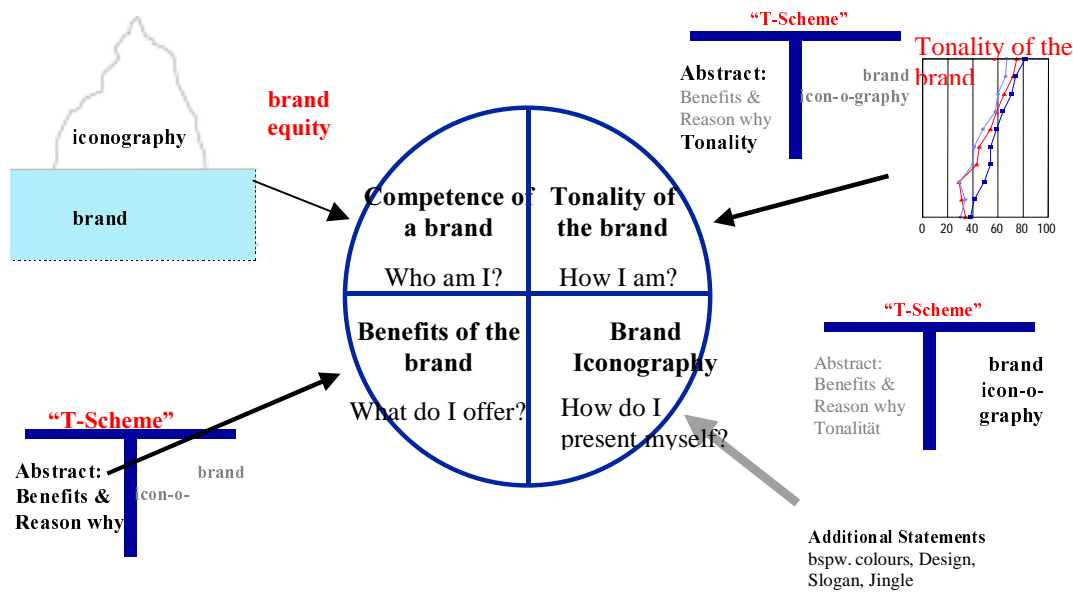 iconography
brand
brand
equity
“T-Scheme”
Abstract:
Benefits &
Reason why
Tonality
brand
icon-o-graphy
Tonality of the
brand
0 20 40 60 80 100
Competence of
a brand
Who am I?
Tonality of
the brand
How I am?
Benefits of the
brand
What do I offer?
Brand
Iconography
How do I
present myself?
“T-Scheme”
Abstract:
Benefits &
Reason why
Tonalität
brand
icon-o-
graphy
“T-Scheme”
Abstract:
Benefits &
Reason why
brand
icon-o-
Additional Statements
bspw. colours, Design,
Slogan, Jingle